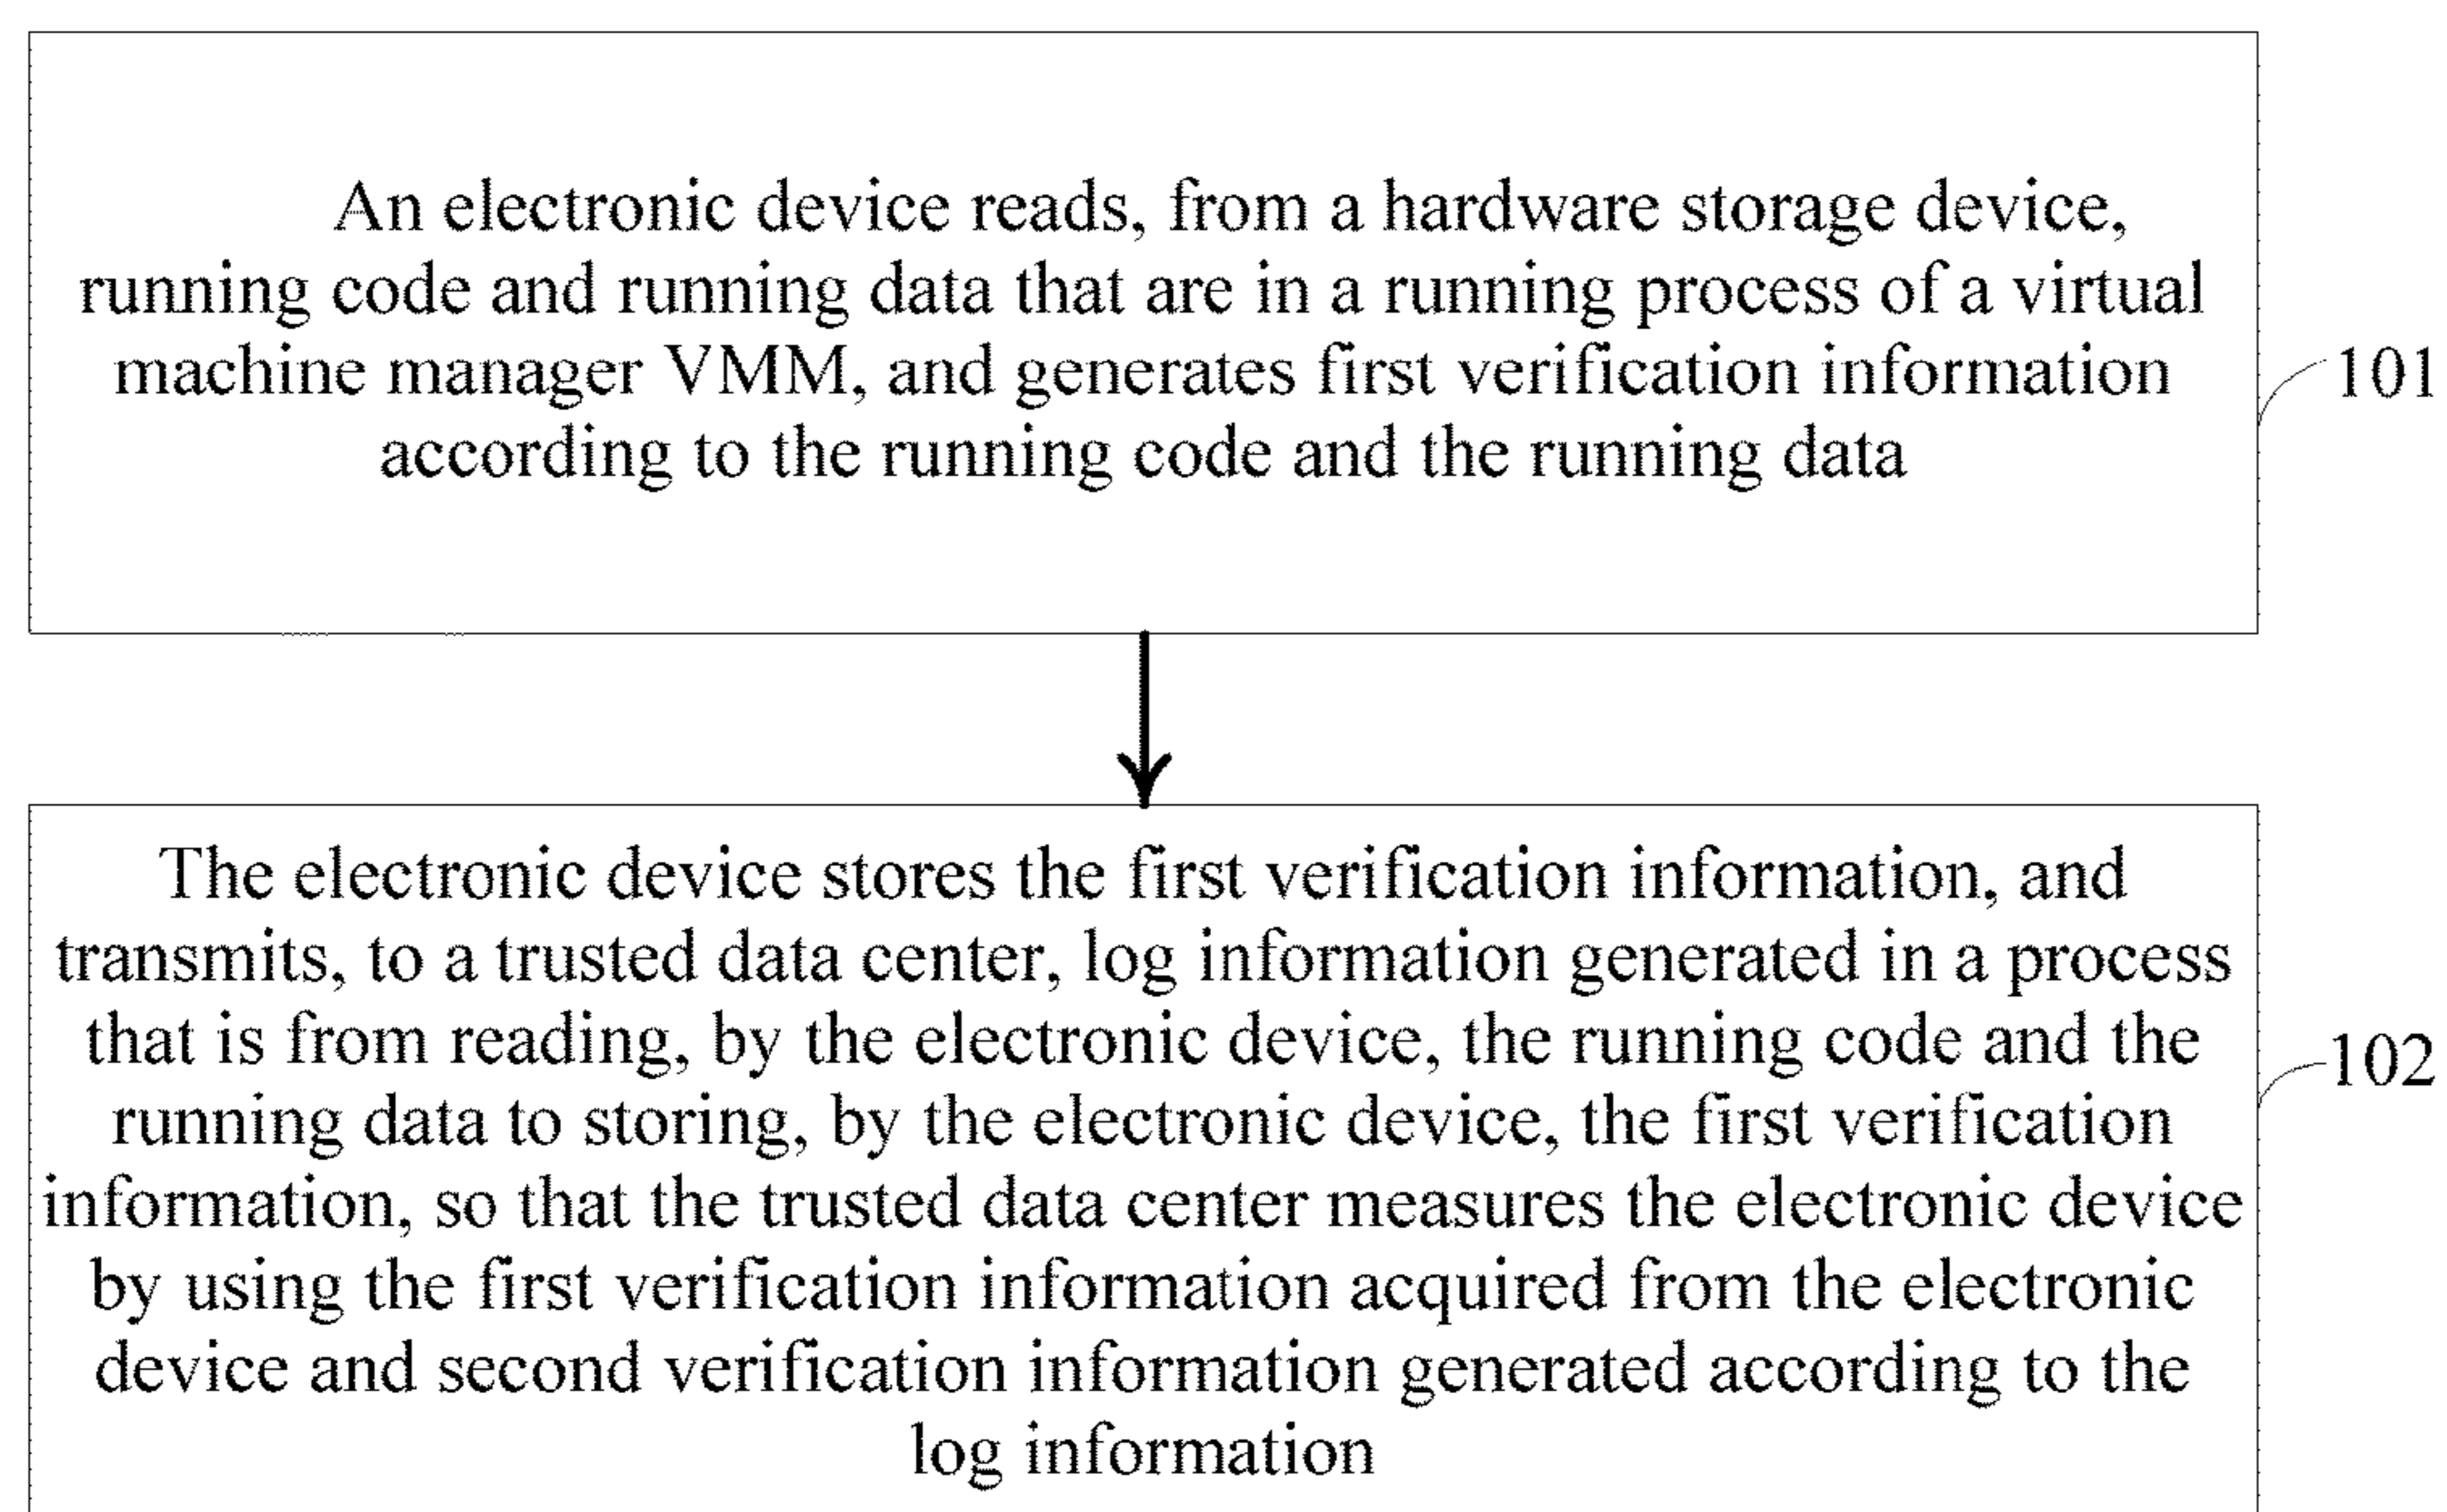 An electronic device reads, from a hardware storage device,
running code and running data that are in a running process of a virtual
machine manager VMM, and generates first verification information
according to the running code and the running data
101
The electronic device stores the first verification information, and
transmits, to a trusted data center, log information generated in a process
that is from reading, by the electronic device, the running code and the
running data to storing, by the electronic device, the first verification
information, so that the trusted data center measures the electronic device
by using the first verification information acquired from the electronic
device and second verification information generated according to the
log information
102